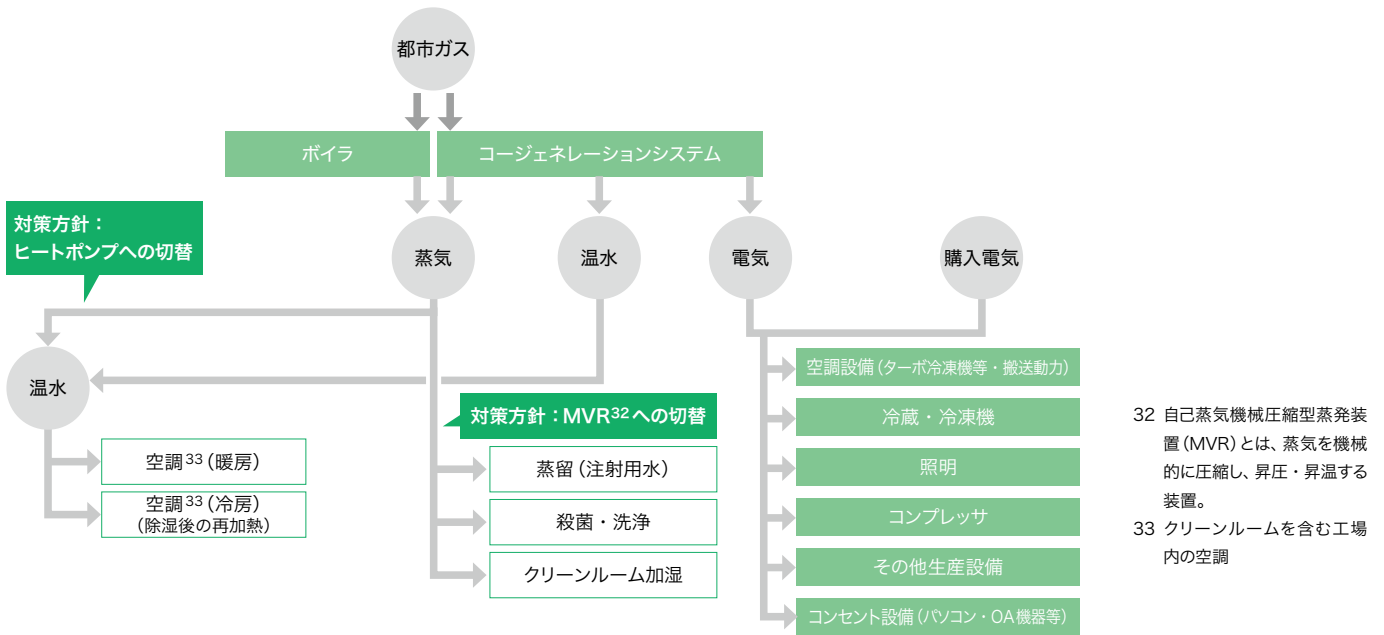 都市ガス
ボイラ
コージェネレーションシステム
対策方針：
ヒートポンプへの切替
蒸気
温水
電気
購入電気
温水
空調33（暖房）
空調33（冷房）
（除湿後の再加熱）
対策方針：MVR32への切替
蒸留（注射用水）
殺菌・洗浄
クリーンルーム加湿
空調設備（ターボ冷凍機等・搬送動力）
冷蔵・冷凍機
照明
コンプレッサ
その他生産設備
コンセント設備（パソコン・OA機器等）
32 自己蒸気機械圧縮型蒸発装
置（MVR）とは、蒸気を機械
的に圧縮し、昇圧・昇温する
装置。
33 クリーンルームを含む工場
内の空調